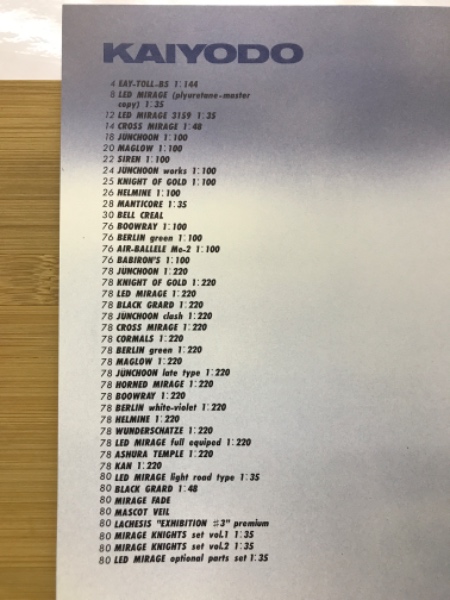 KAIYODO
4 EAY-TOLL-BS 1:144
8 LED MIRAGE (plyuretane-master
copy) 1:35
12 LED MIRAGE 3159 1:35
14 CROSS MIRAGE 1:48
18 JUNCHOON 1:100
20 MAGLOW 1:100
22 SIREN 1:100
24 JUNCHOON works 1:100
25 KNIGHT OF GOLD 1:100
26 HELMINE 1:100
28 MANTICORE 1:35
30 BELL CREAL
76 BOOWRAY 1:100
76 BERLIN green 1:100
76 AIR-BALLELE Mo-2 1:100
76 BABIRON'S 1:100
78 JUNCHOON 1:220
78 KNIGHT OF GOLD 1:220
78 LED MIRAGE 1:220
78 BLACK GRARD 1:220
78 JUNCHOON clash 1:220
78 CROSS MIRAGE 1:220
78 CORMALS 1:220
78 BERLIN green 1:220
78 MAGLOW 1:220
78 JUNCHOON late type 1:220
78 HORNED MIRAGE 1:220
78 BOOWRAY 1:220
78 BERLIN white-violet 1:220
78 HELMINE 1:220
78 WUNDERSCHATZE 1:220
78 LED MIRAGE full equiped 1:220
78 ASHURA TEMPLE 1:220
78 KAN 1:220
80 LED MIRAGE light road type 1:35
80 BLACK GRARD 1:48
80 MIRAGE FADE
80 MASCOT VEIL
80 LACHESIS "EXHIBITION #3" premium
80 MIRAGE KNIGHTS set vol.1 1:35
80 MIRAGE KNIGHTS set vol.2 1:35
80 LED MIRAGE optional parts set 1:35